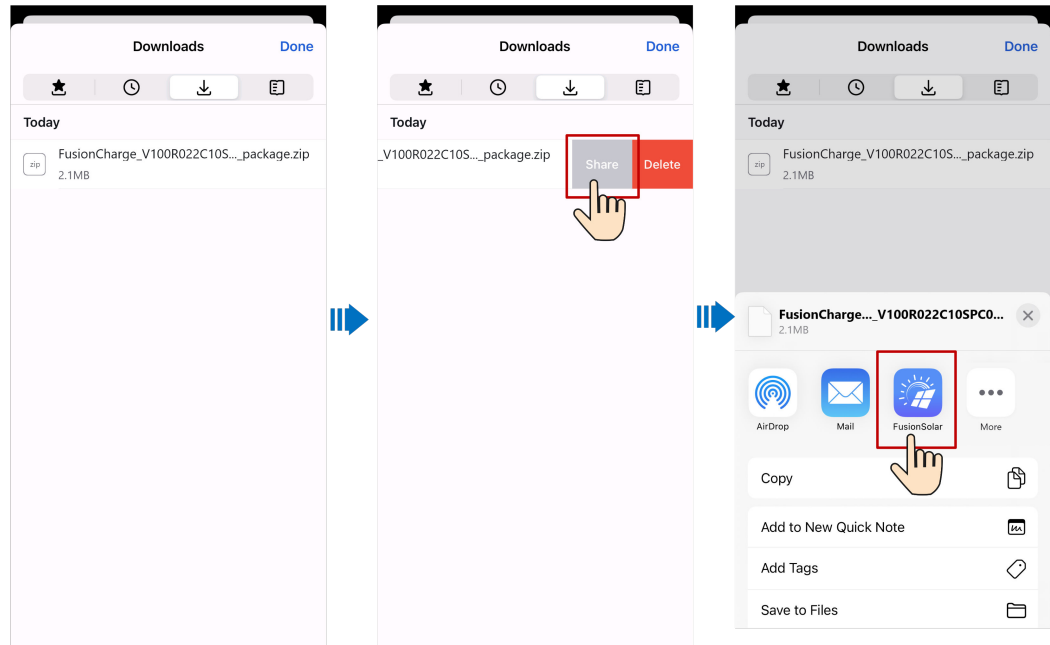 Downloads
Done
Today
zip
FusionCharge_V100R022C10S..._package.zip
2.1MB
Downloads
Done
Today
_V100R022C10S..._package.zip
Share
Delete
Downloads
Done
Today
zip
FusionCharge_V100R022C10S..._package.zip
2.1MB
FusionCharge..._V100R022C10SPC0...
2.1MB
AirDrop
Mail
FusionSolar
More
Copy
Add to New Quick Note
Add Tags
Save to Files